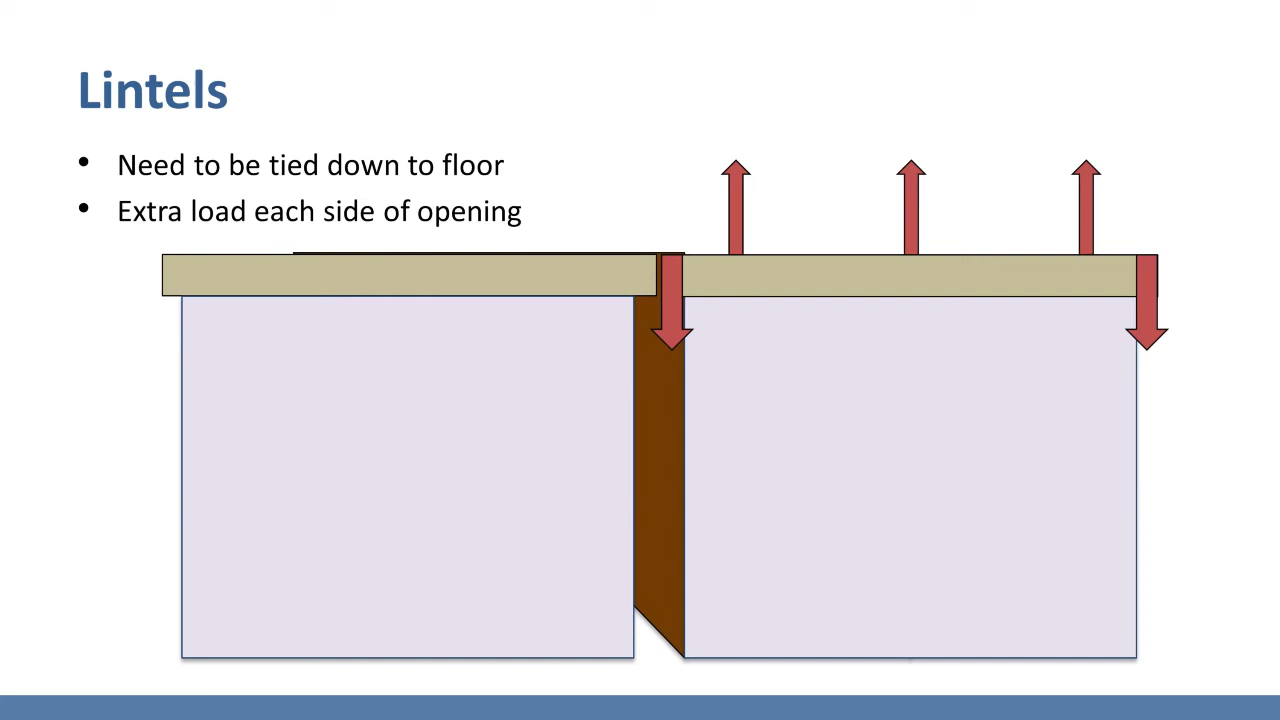 Lintels
• Need to be tied down to floor
• Extra load each side of opening